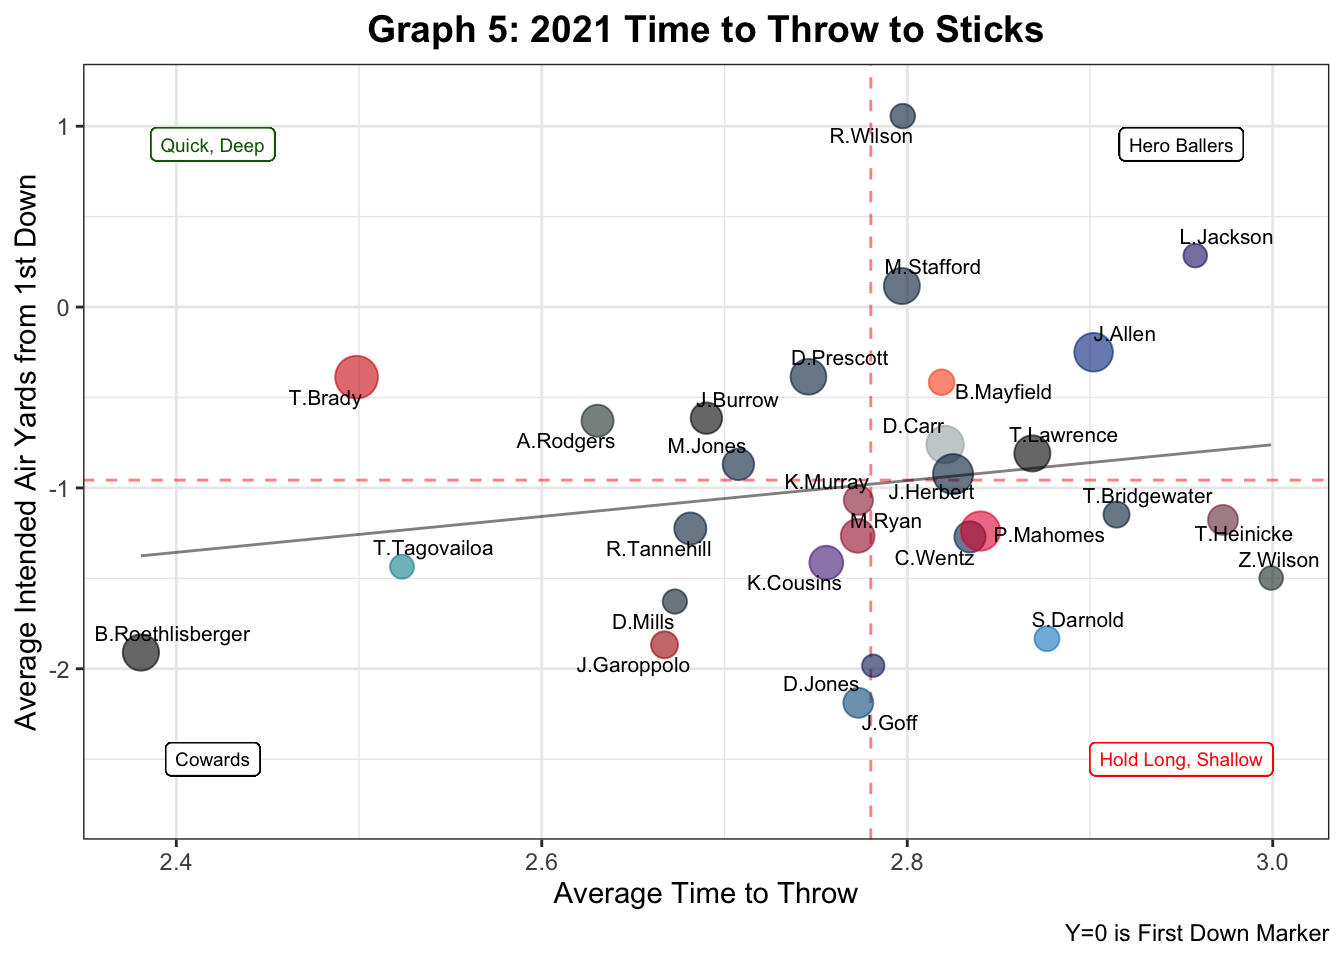 Graph 5: 2021 Time to Throw to Sticks
Average Intended Air Yards from 1st Down
1
0
-1
-2
Quick, Deep
Hero Ballers
R.Wilson
L.Jackson
M.Stafford
J.Allen
D.Prescott
B.Mayfield
T.Brady
J.Burrow
A.Rodgers
M.Jones
D.Carr
T.Lawrence
K.Murray
J.Herbert
T.Bridgewater
M.Ryan
P.Mahomes
T.Heinicke
R.Tannehill
T.Tagovailoa
C.Wentz
Z.Wilson
K.Cousins
D.Mills
S.Darnold
B.Roethlisberger
J.Garoppolo
D.Jones
J.Goff
Cowards
Hold Long, Shallow
2.4
2.6
2.8
3.0
Average Time to Throw
Y=0 is First Down Marker